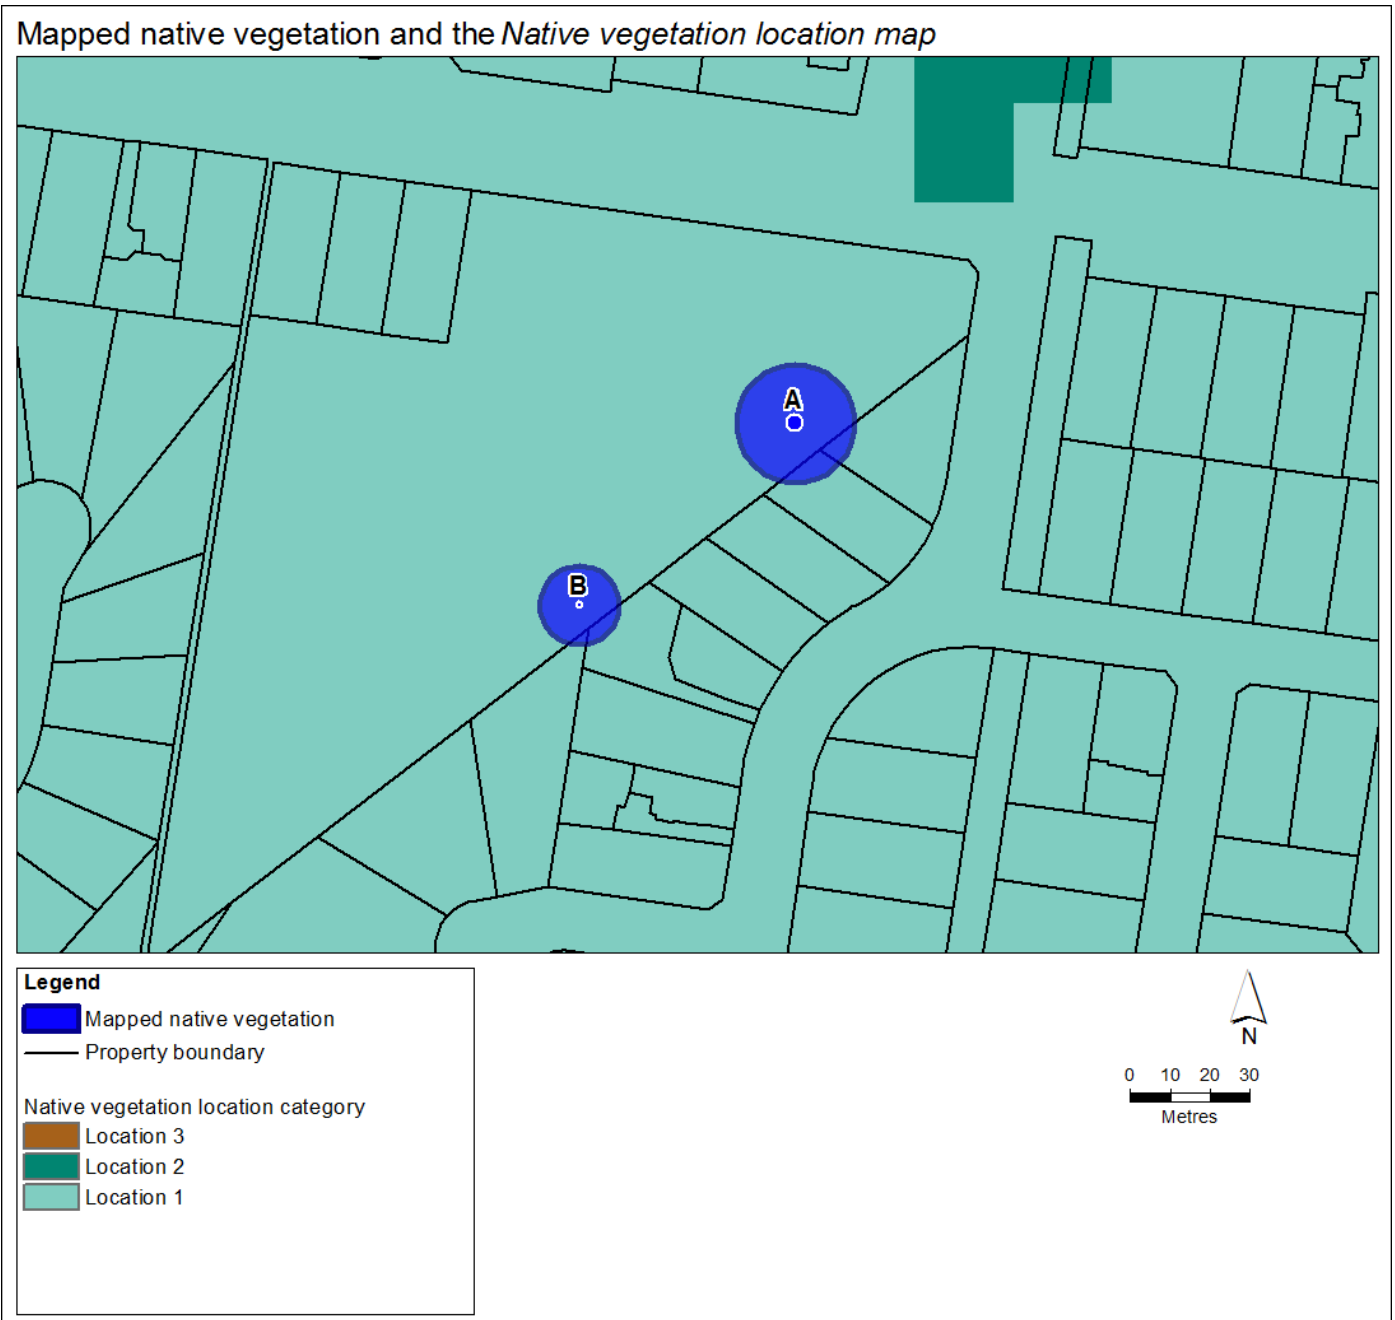 Mapped native vegetation and the Native vegetation location map
A
B
Legend
Mapped native vegetation
Property boundary
Native vegetation location category
Location 3
Location 2
Location 1
N
0 10 20 30
Metres